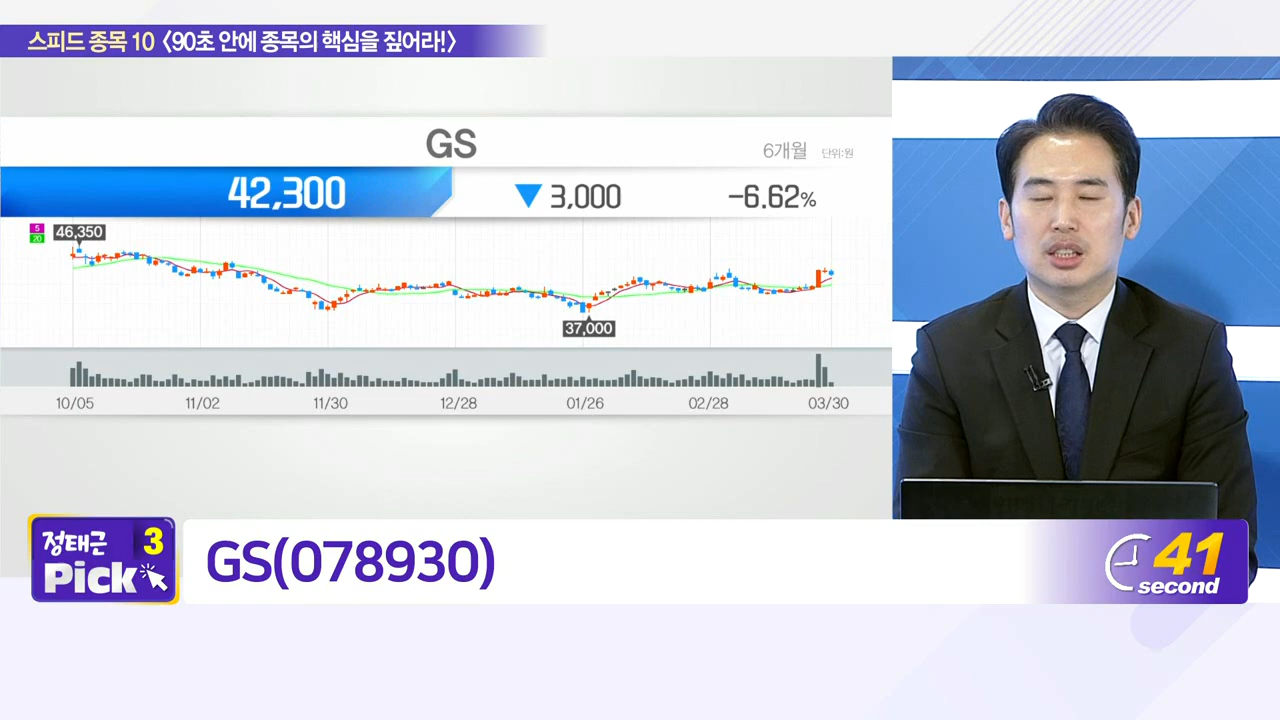 스피드 종목 10 〈90초 안에 종목의 핵심을 짚어라!〉
GS
6개월 단위:원
42,300 ▼ 3,000 -6.62%
5
20
46,350
37,000
10/05 11/02 11/30 12/28 01/26 02/28 03/30
정태근 3
Pick
GS(078930)
41
second